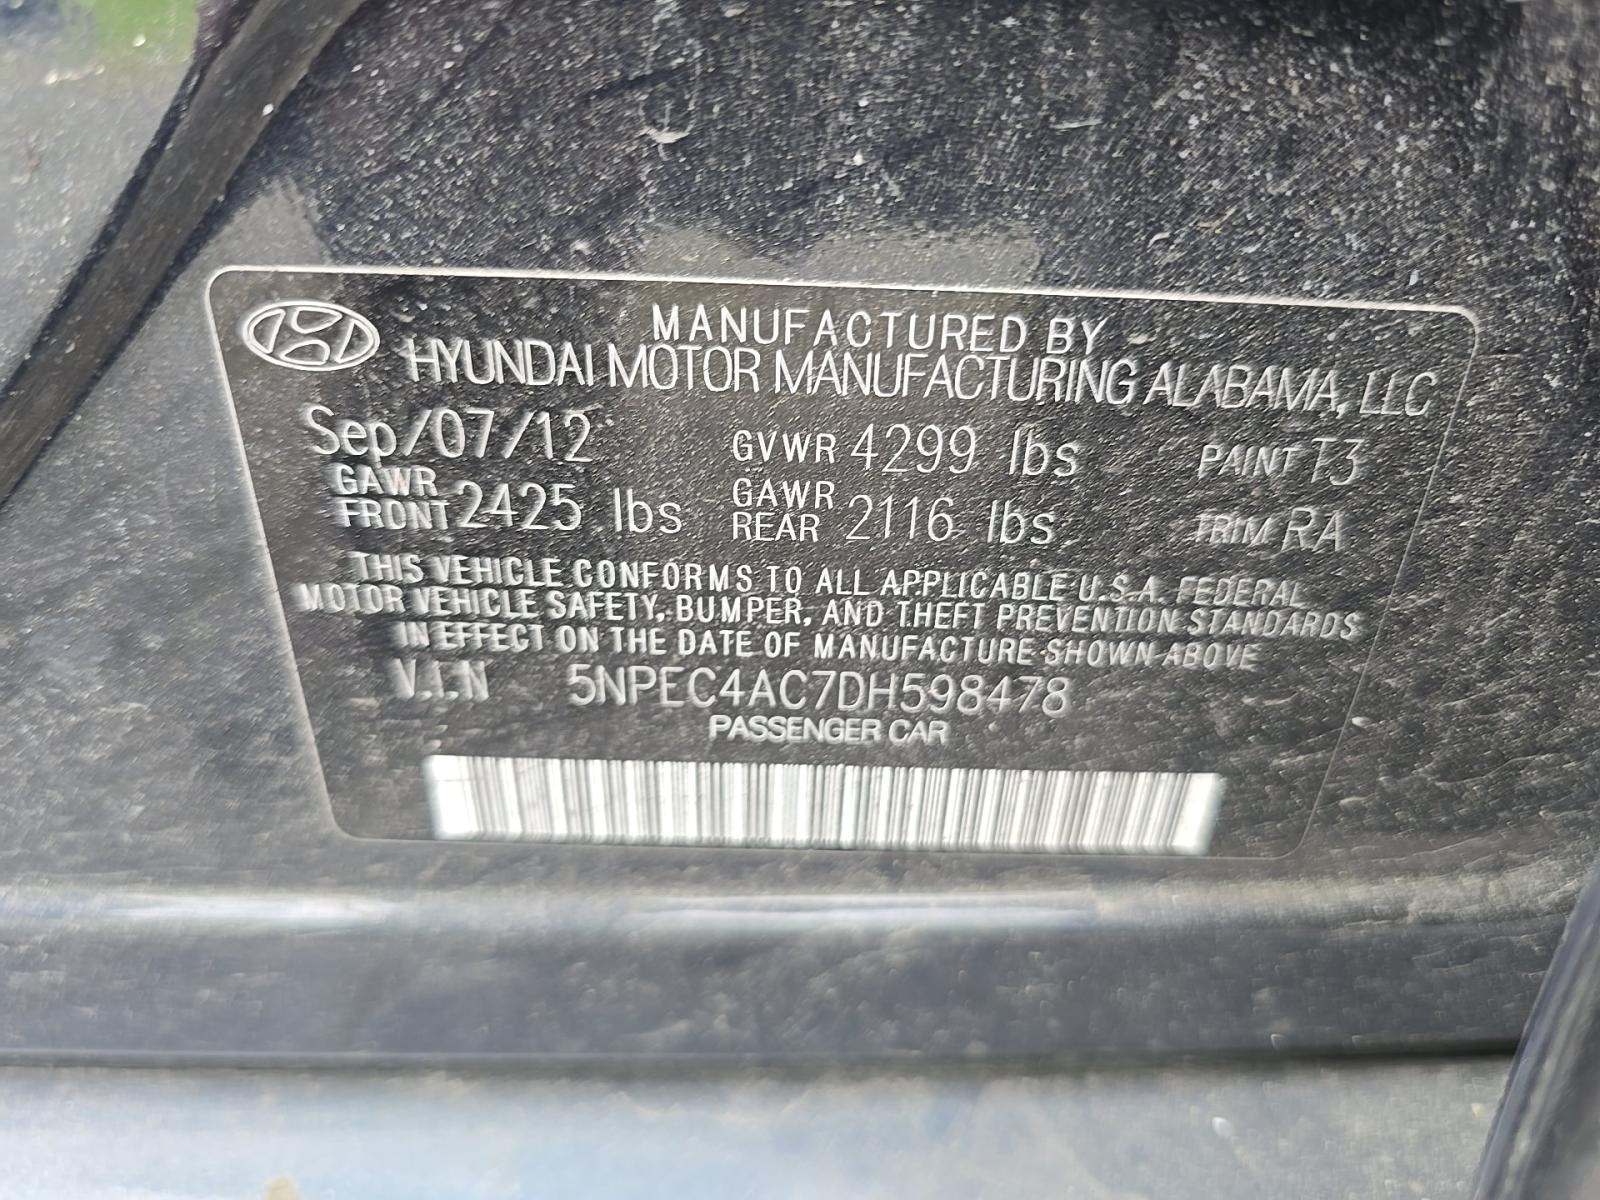 MANUFACTURED BY
HYUNDAI MOTOR MANUFACTURING ALABAMA, LLC
Sep/07/12 GVWR 4299 lbs PAINT T3
GAWR FRONT 2425 lbs GAWR REAR 2116 lbs TRIM RA
THIS VEHICLE CONFORMS TO ALL APPLICABLE U.S.A. FEDERAL
MOTOR VEHICLE SAFETY, BUMPER, AND THEFT PREVENTION STANDARDS
IN EFFECT ON THE DATE OF MANUFACTURE SHOWN ABOVE
V.I.N 5NPEC4AC7DH598478
PASSENGER CAR